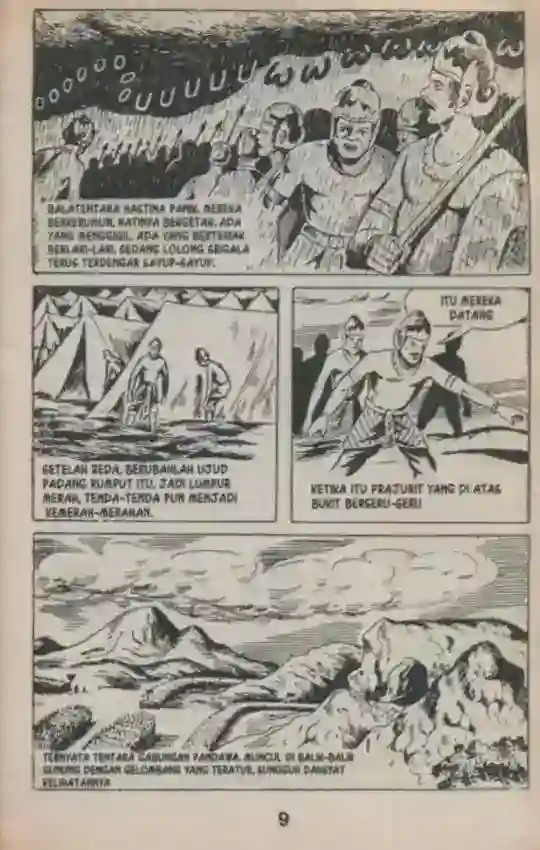 OOOOOO
OUUUUUUWWWWWWWW
BALATENTARA HASTINA PANIK. MEREKA
BERKERUMUN, HATINYA BERGETAR. ADA
YANG MENGGIGIL, ADA YANG BERTERIAK
BERLARI-LARI, SEDANG LOLONG SRIGALA
TERUS TERDENGAR SAYUP-SAYUP.
SETELAH REDA, BERUBAHLAH UJUD
PADANG RUMPUT ITU, JADI LUMPUR
MERAH, TENDA-TENDA PUN MENJADI
KEMERAH-MERAHAN.
ITU MEREKA
DATANG
KETIKA ITU PRAJURIT YANG DI ATAS
BUKIT BERSERU-SERU
TERNYATA TENTARA GABUNGAN PANDAWA, MUNCUL DI BALIK-BALIK
GUNUNG DENGAN GELOMBANG YANG TERATUR, SUNGGUH DAHSYAT
KELIHATANNYA
9